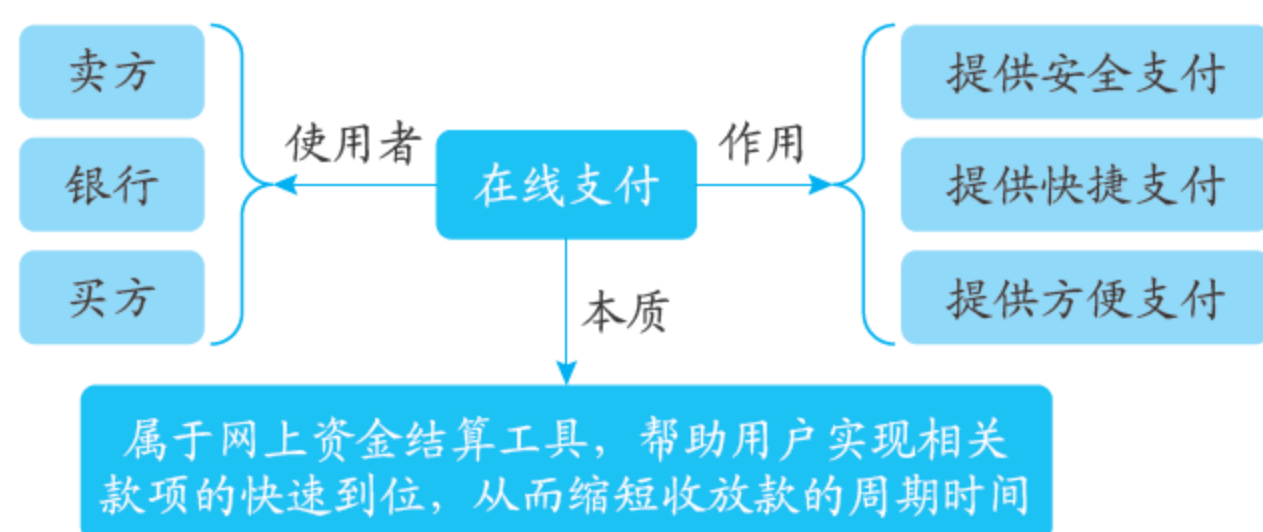 卖方
银行
买方
使用者
在线支付
作用
提供安全支付
提供快捷支付
提供方便支付
本质
属于网上资金结算工具，帮助用户实现相关
款项的快速到位，从而缩短收放款的周期时间